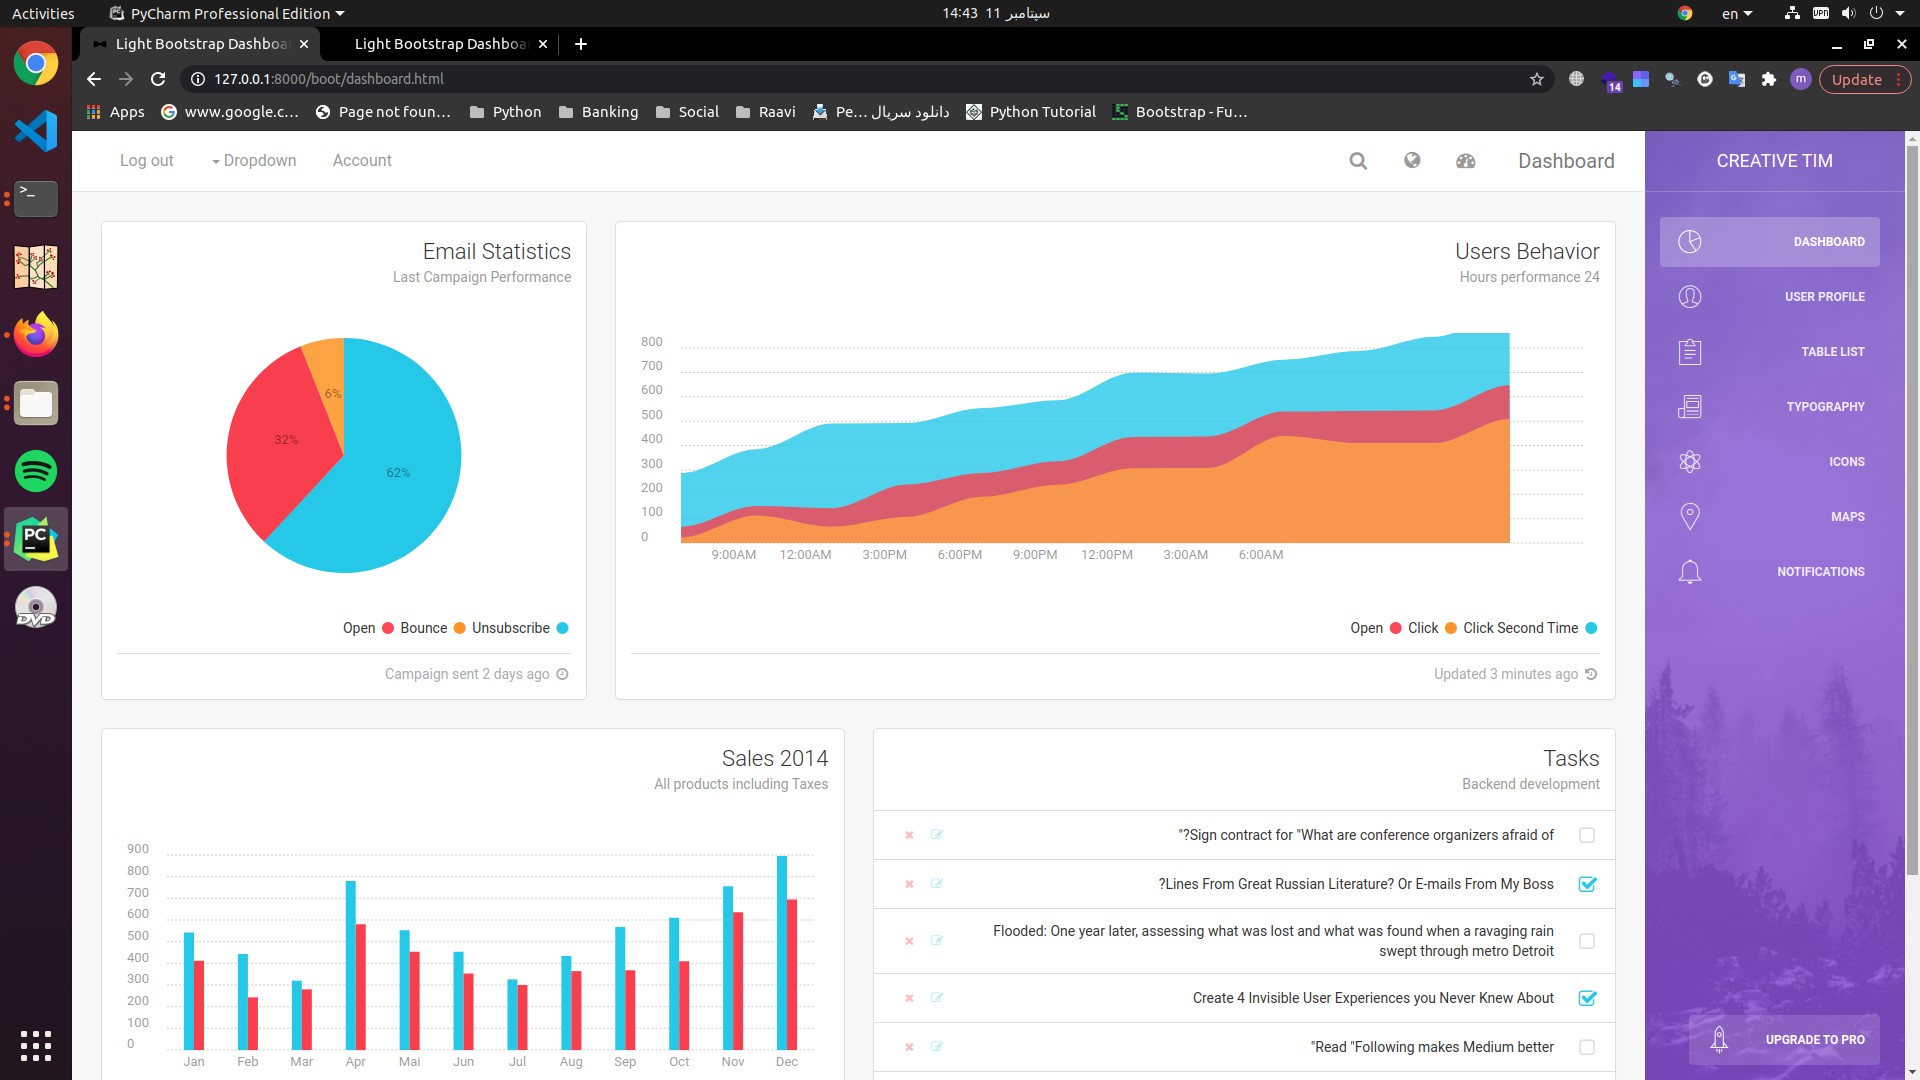 Activities
PyCharm Professional Edition
14:43 سپتامبر 11
en
VPN
Light Bootstrap Dashboa
Light Bootstrap Dashboa
127.0.0.1:8000/boot/dashboard.html
14
m
Update
Apps
www.google.c...
Page not foun...
Python
Banking
Social
Raavi
Pe... دانلود سریال
Python Tutorial
Bootstrap - Fu...
Log out
Dropdown
Account
Dashboard
CREATIVE TIM
DASHBOARD
USER PROFILE
TABLE LIST
TYPOGRAPHY
ICONS
MAPS
NOTIFICATIONS
UPGRADE TO PRO
PC
DVD
Email Statistics
Last Campaign Performance
6%
32%
62%
Open Bounce Unsubscribe
Campaign sent 2 days ago
Users Behavior
Hours performance 24
800
700
600
500
400
300
200
100
0
9:00AM 12:00AM 3:00PM 6:00PM 9:00PM 12:00PM 3:00AM 6:00AM
Open Click Click Second Time
Updated 3 minutes ago
Sales 2014
All products including Taxes
900
800
700
600
500
400
300
200
100
0
Jan Feb Mar Apr Mai Jun Jul Aug Sep Oct Nov Dec
Tasks
Backend development
"?Sign contract for "What are conference organizers afraid of
?Lines From Great Russian Literature? Or E-mails From My Boss
Flooded: One year later, assessing what was lost and what was found when a ravaging rain
swept through metro Detroit
Create 4 Invisible User Experiences you Never Knew About
"Read "Following makes Medium better